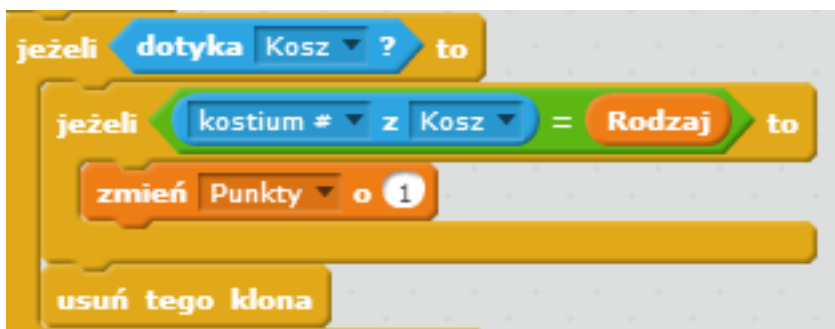 jeżeli dotyka Kosz ? to
jeżeli kostium # z Kosz = Rodzaj to
zmień Punkty o 1
usuń tego klona